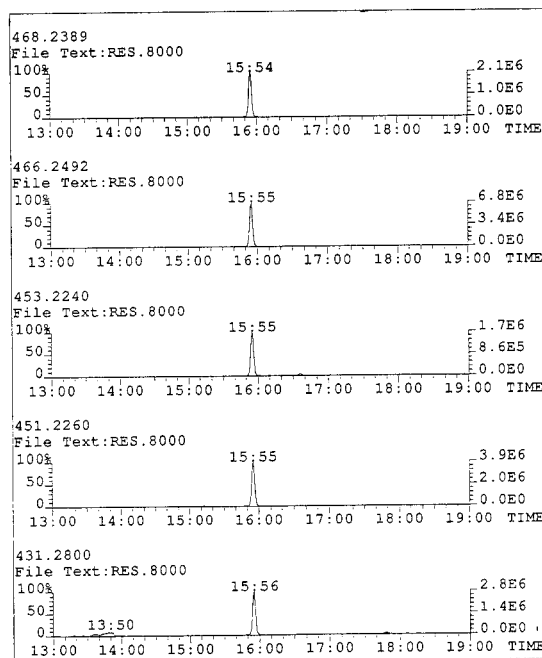 468.2389
File Text:RES.8000
100% 15:54 2.1E6
50 1.0E6
0 0.0E0
13:00 14:00 15:00 16:00 17:00 18:00 19:00 TIME
466.2492
File Text:RES.8000
100% 15:55 6.8E6
50 3.4E6
0 0.0E0
13:00 14:00 15:00 16:00 17:00 18:00 19:00 TIME
453.2240
File Text:RES.8000
100% 15:55 1.7E6
50 8.6E5
0 0.0E0
13:00 14:00 15:00 16:00 17:00 18:00 19:00 TIME
451.2260
File Text:RES.8000
100% 15:55 3.9E6
50 2.0E6
0 0.0E0
13:00 14:00 15:00 16:00 17:00 18:00 19:00 TIME
431.2800
File Text:RES.8000
100% 15:56 2.8E6
50 13:50 1.4E6
0 0.0E0
13:00 14:00 15:00 16:00 17:00 18:00 19:00 TIME